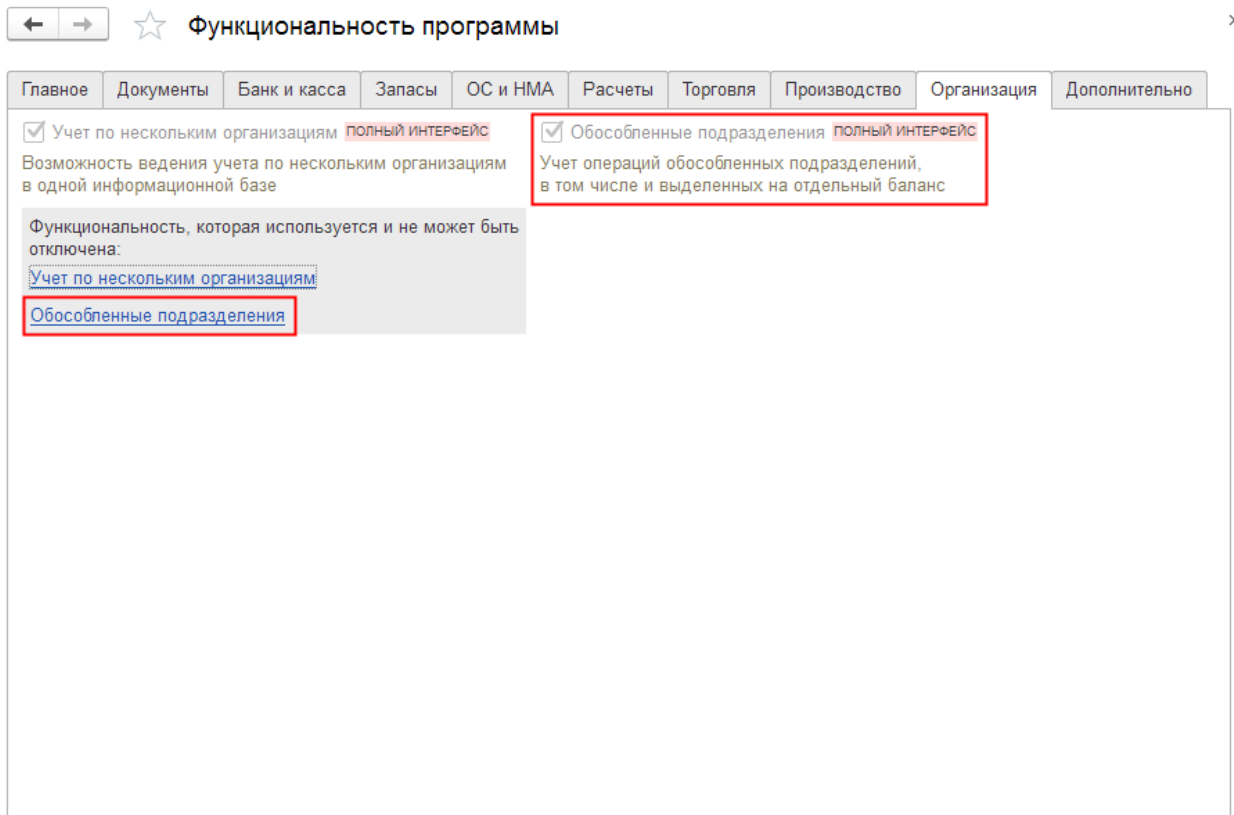 Функциональность программы
Главное Документы Банк и касса Запасы ОС и НМА Расчеты Торговля Производство Организация Дополнительно
Учет по нескольким организациям ПОЛНЫЙ ИНТЕРФЕЙС
Возможность ведения учета по нескольким организациям
в одной информационной базе
Обособленные подразделения ПОЛНЫЙ ИНТЕРФЕЙС
Учет операций обособленных подразделений,
в том числе и выделенных на отдельный баланс
Функциональность, которая используется и не может быть
отключена:
Учет по нескольким организациям
Обособленные подразделения